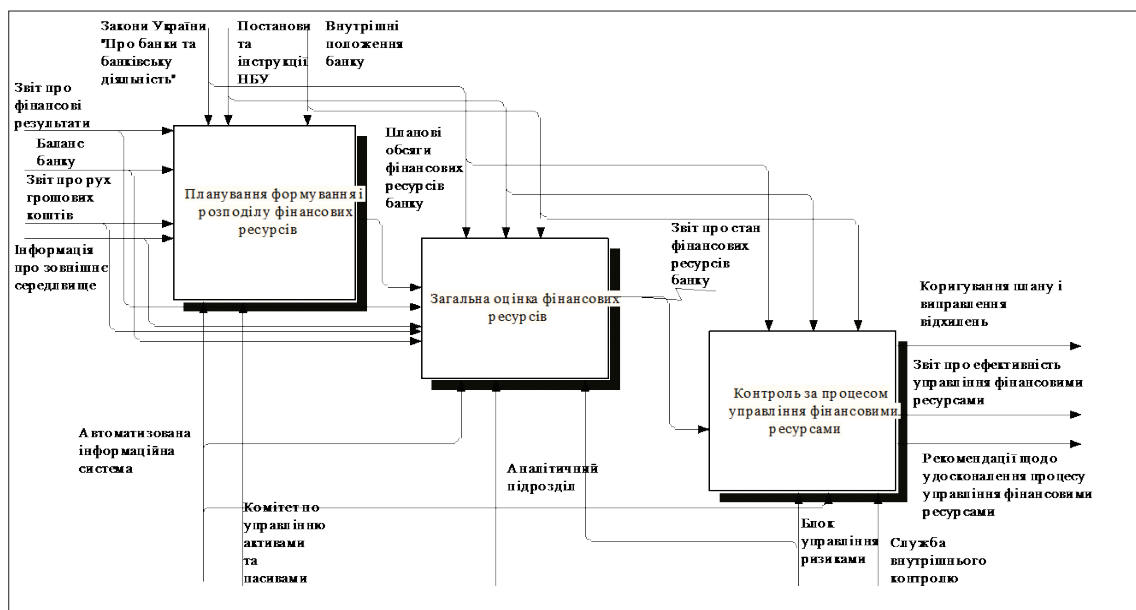 Закони України
"Про банки та
банківську
діяльність"
Постанови
та
інструкції
НБУ
Внутрішні
положення
банку
Звіт про
фінансові
результати
Баланс
банку
Звіт про рух
грошових
коштів
Інформація
про зовнішнє
середлвище
Планування формування і
розподілу фінансових
ресурсів
Планові
обсяги
фінансових
ресурсів
банку
Загальна оцінка фінансових
ресурсів
Звіт про стан
фінансових
ресурсів
банку
Контроль за процесом
управління фінансовими
ресурсами
Коригування плану і
виправлення
відхилень
Звіт про ефективність
управління фінансовими
ресурсами
Рекомендації щодо
удосконалення процесу
управління фінансовими
ресурсами
Автоматизована
інформаційна
система
Комітет по
управлінню
активами
та
пасивами
Аналітичний
підрозділ
Блок
управління
ризиками
Служба
внутрішнього
контролю